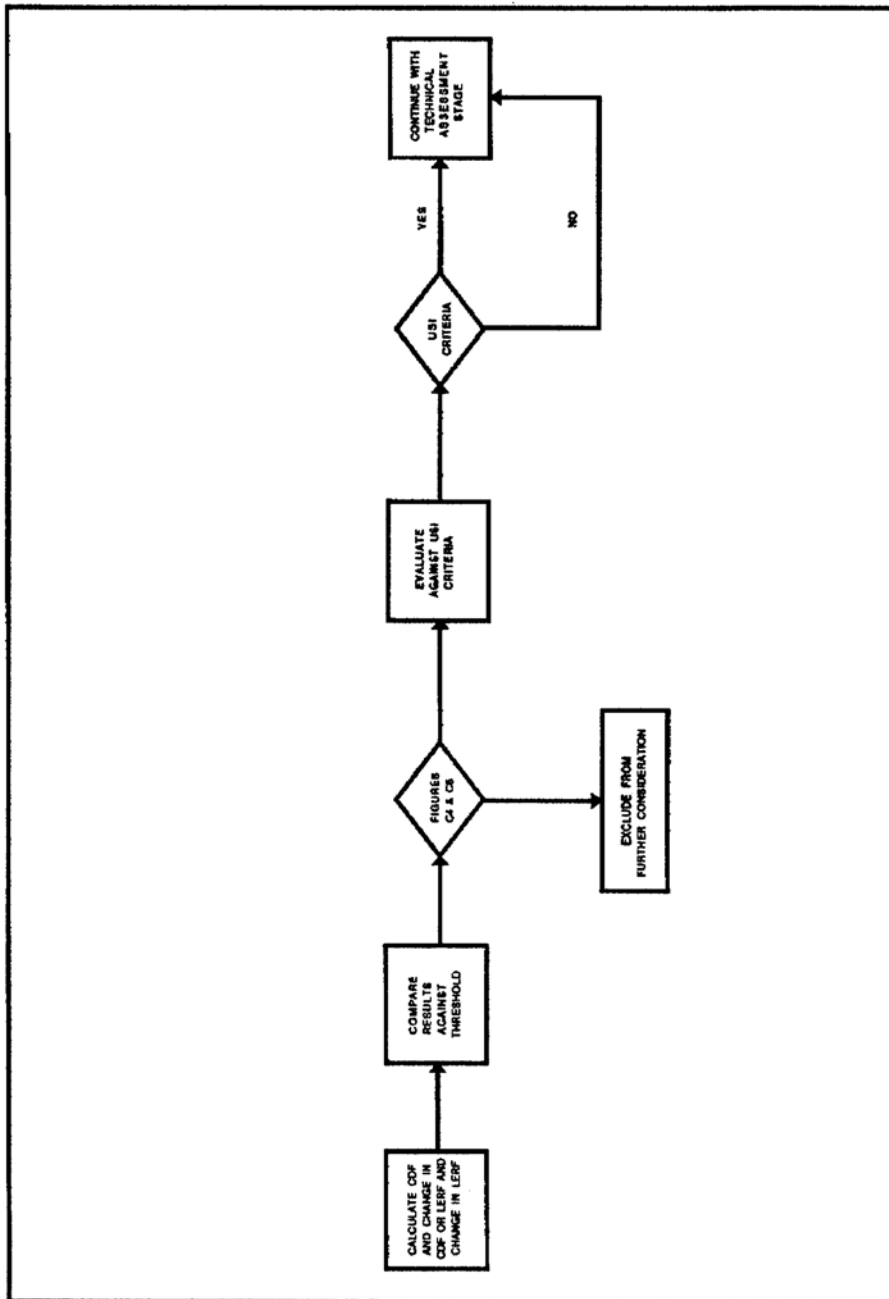 CALCULATE CDF
AND CHANGE IN
CDF OR LERF AND
CHANGE IN LERF
COMPARE
RESULTS
AGAINST
THRESHOLD
FIGURES
C4 & C5
EXCLUDE FROM
FURTHER CONSIDERATION
EVALUATE
AGAINST USI
CRITERIA
USI
CRITERIA
YES
NO
CONTINUE WITH
TECHNICAL
ASSESSMENT
STAGE